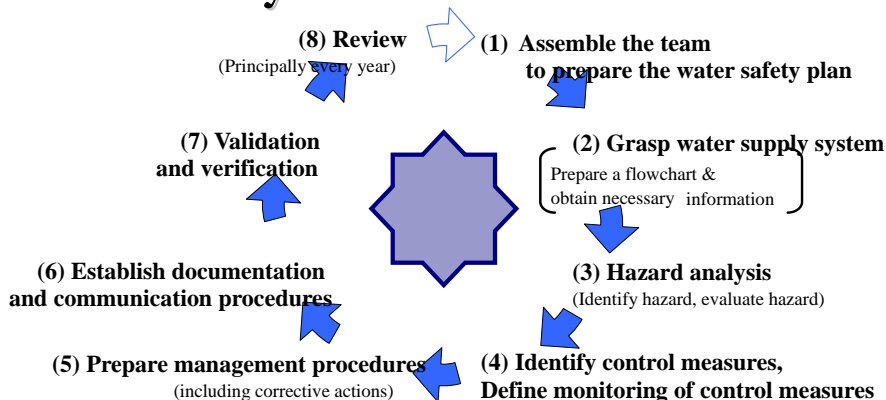 (8) Review
(Principally every year)
(1) Assemble the team
to prepare the water safety plan
(2) Grasp water supply system
Prepare a flowchart &
obtain necessary information
(3) Hazard analysis
(Identify hazard, evaluate hazard)
(4) Identify control measures,
Define monitoring of control measures
(5) Prepare management procedures
(including corrective actions)
(6) Establish documentation
and communication procedures
(7) Validation
and verification